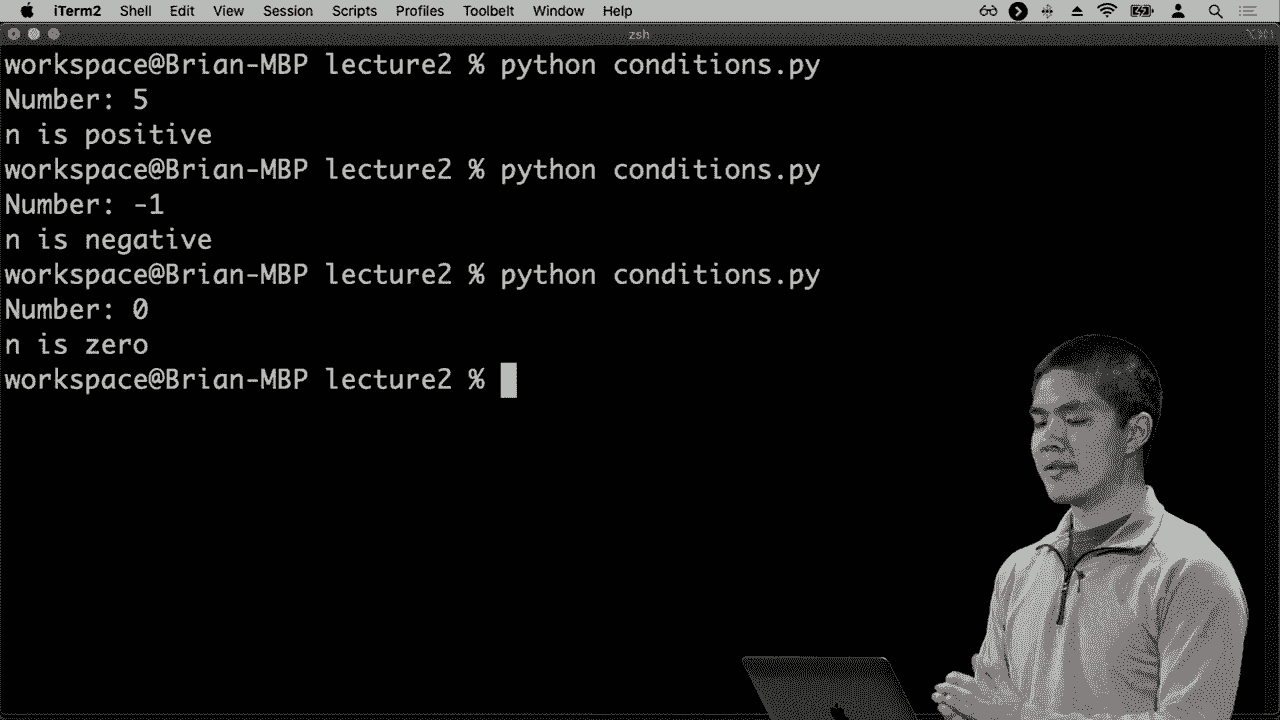 iTerm2 Shell Edit View Session Scripts Profiles Toolbelt Window Help
zsh
workspace@Brian-MBP lecture2 % python conditions.py
Number: 5
n is positive
workspace@Brian-MBP lecture2 % python conditions.py
Number: -1
n is negative
workspace@Brian-MBP lecture2 % python conditions.py
Number: 0
n is zero
workspace@Brian-MBP lecture2 %